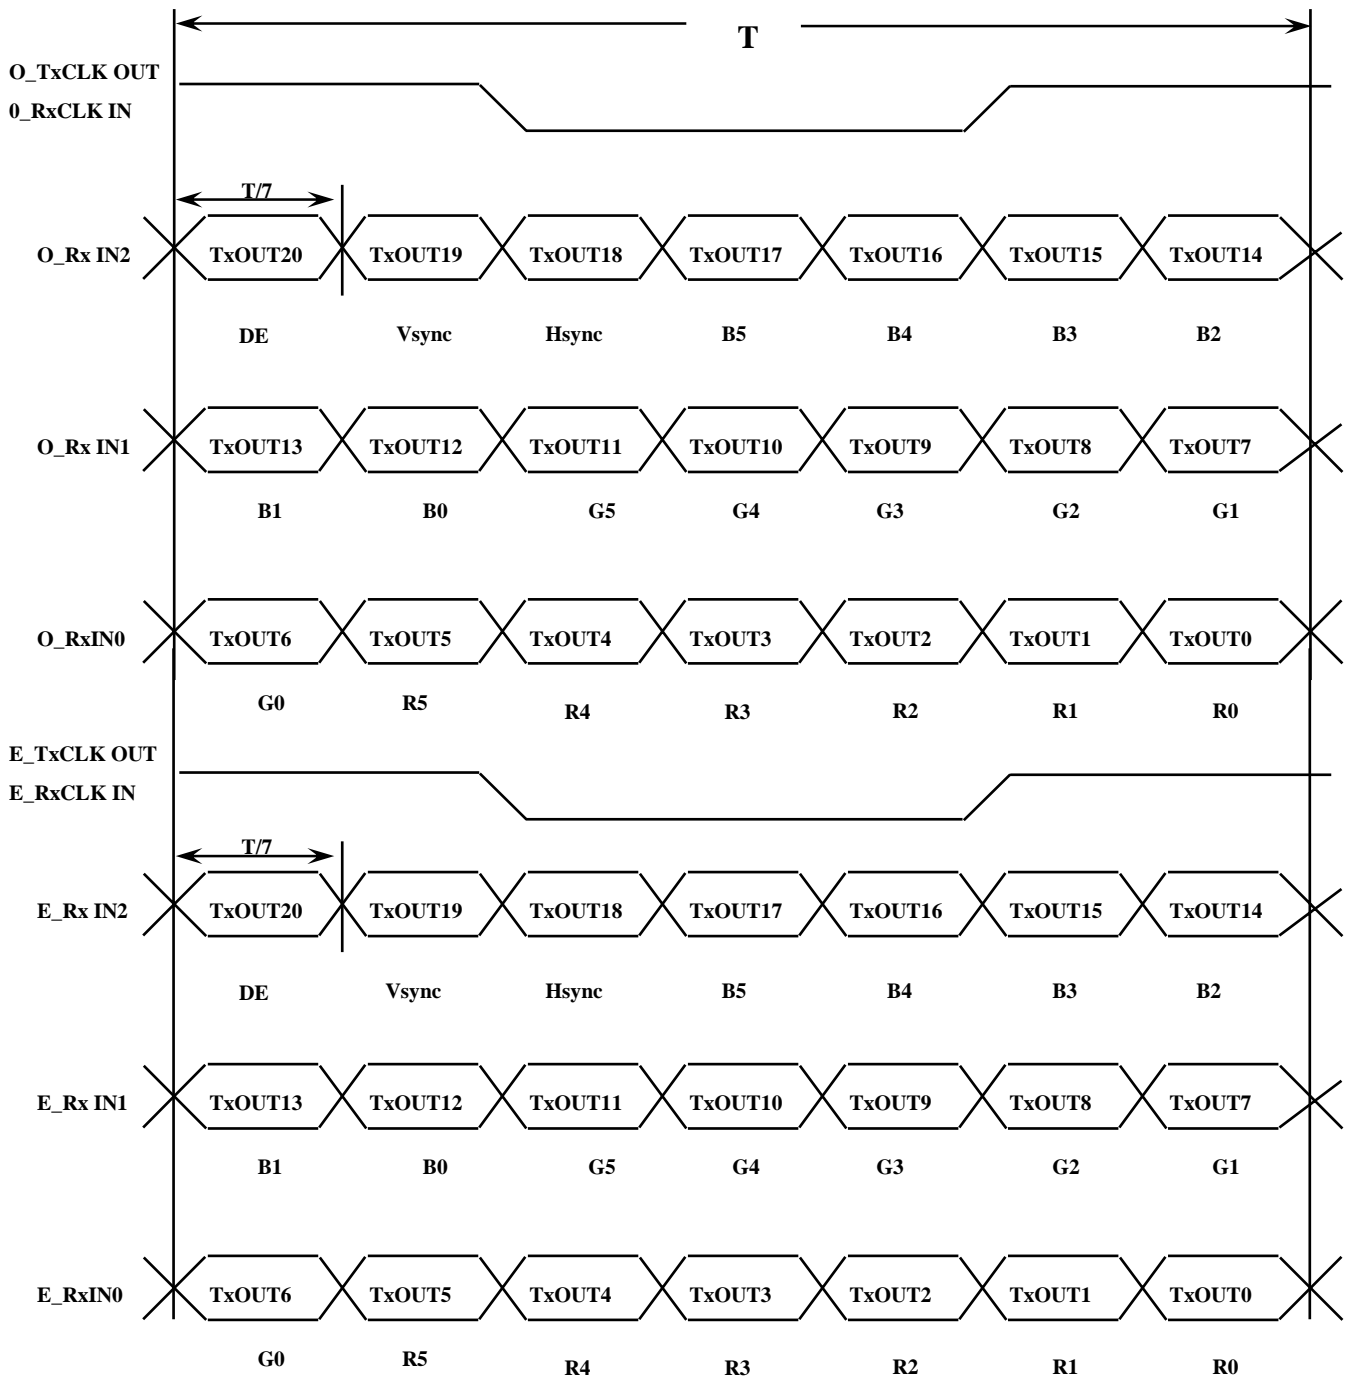 T
O_TxCLK OUT
0_RxCLK IN
T/7
O_Rx IN2 TxOUT20 TxOUT19 TxOUT18 TxOUT17 TxOUT16 TxOUT15 TxOUT14
DE Vsync Hsync B5 B4 B3 B2
O_Rx IN1 TxOUT13 TxOUT12 TxOUT11 TxOUT10 TxOUT9 TxOUT8 TxOUT7
B1 B0 G5 G4 G3 G2 G1
O_RxIN0 TxOUT6 TxOUT5 TxOUT4 TxOUT3 TxOUT2 TxOUT1 TxOUT0
G0 R5 R4 R3 R2 R1 R0
E_TxCLK OUT
E_RxCLK IN
T/7
E_Rx IN2 TxOUT20 TxOUT19 TxOUT18 TxOUT17 TxOUT16 TxOUT15 TxOUT14
DE Vsync Hsync B5 B4 B3 B2
E_Rx IN1 TxOUT13 TxOUT12 TxOUT11 TxOUT10 TxOUT9 TxOUT8 TxOUT7
B1 B0 G5 G4 G3 G2 G1
E_RxIN0 TxOUT6 TxOUT5 TxOUT4 TxOUT3 TxOUT2 TxOUT1 TxOUT0
G0 R5 R4 R3 R2 R1 R0